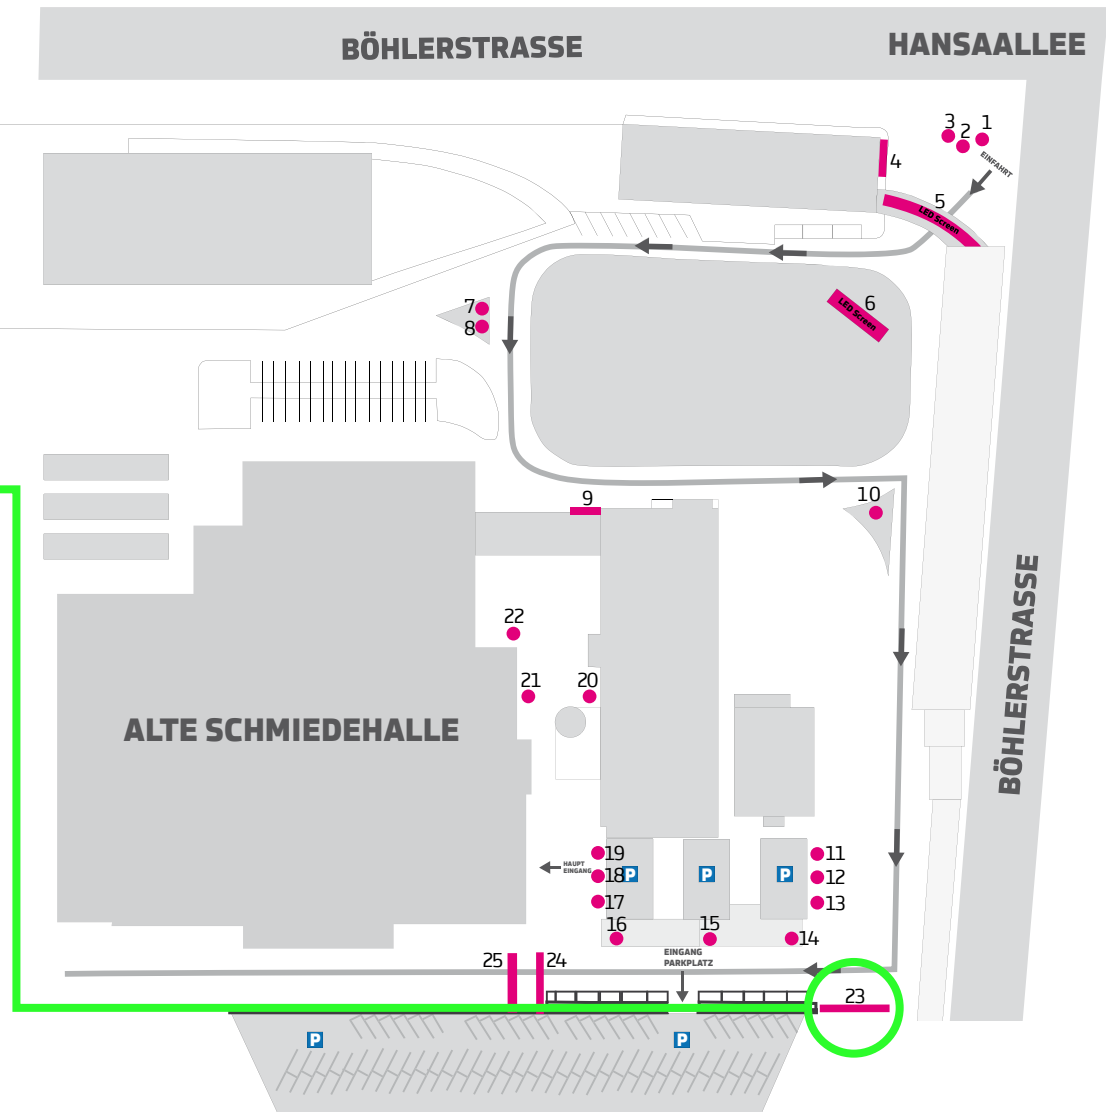 BÖHLERSTRASSE
HANSAALLEE
3
2
1
EINFAHRT
4
5
LED Screen
6
LED Screen
7
8
9
10
BÖHLERSTRASSE
22
21
20
ALTE SCHMIEDEHALLE
19
18
17
HAUPT
EINGANG
P
P
P
11
12
13
16
15
14
EINGANG
PARKPLATZ
25
24
23
P
P